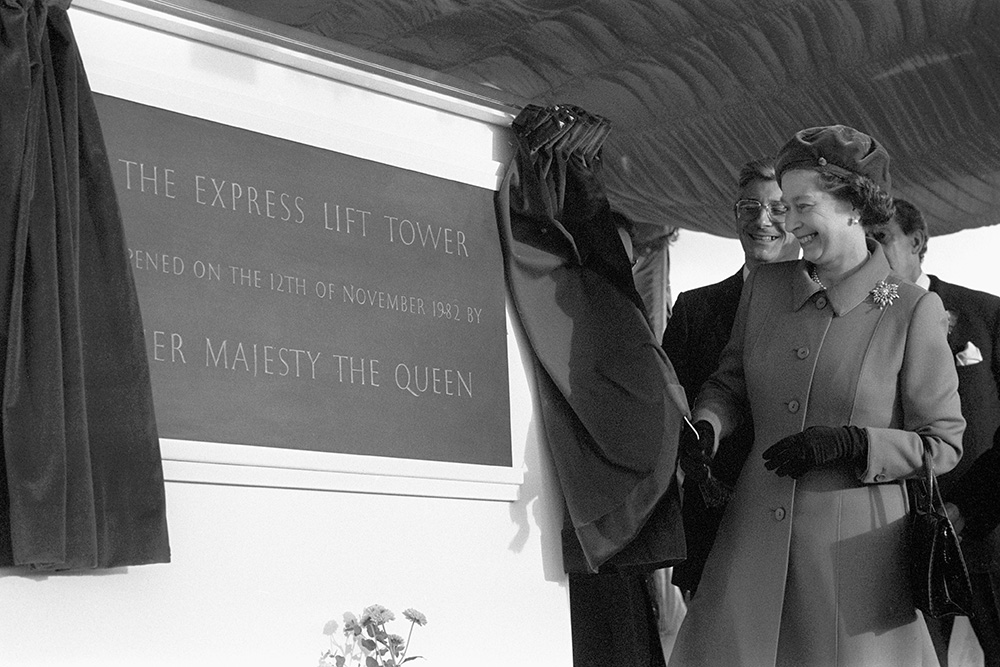 THE EXPRESS LIFT TOWER
PENED ON THE 12TH OF NOVEMBER 1982 BY
ER MAJESTY THE QUEEN